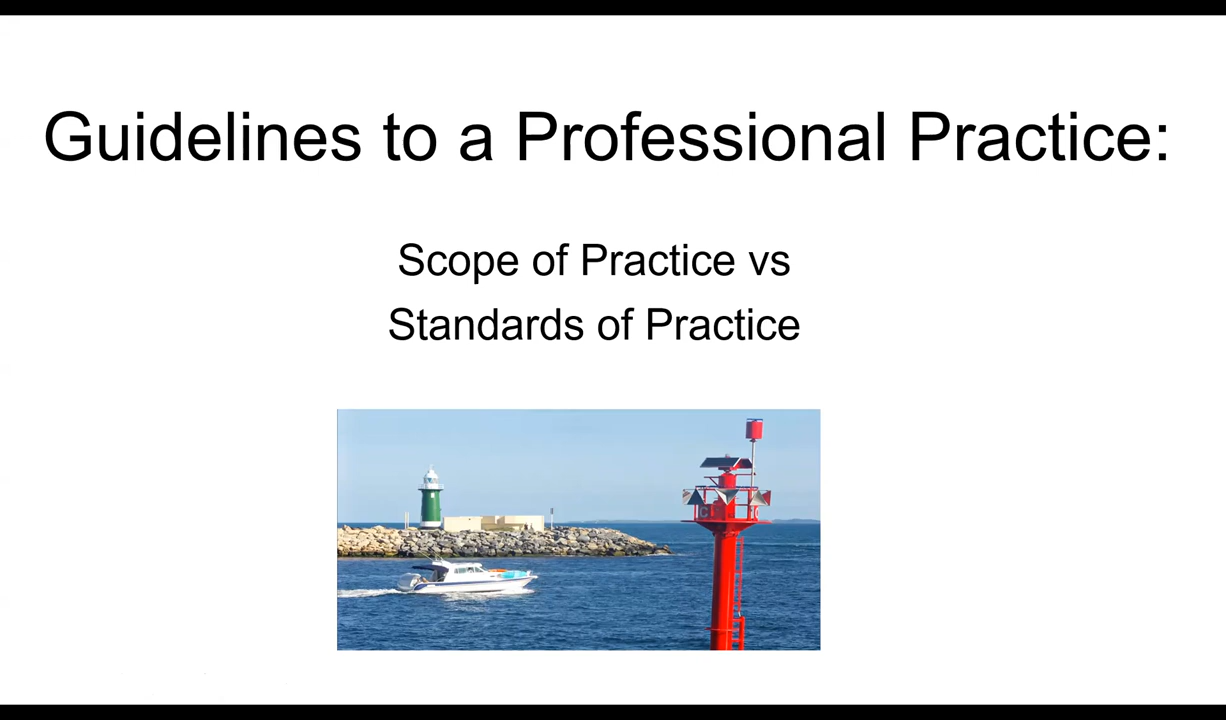 Guidelines to a Professional Practice:
Scope of Practice vs
Standards of Practice
C